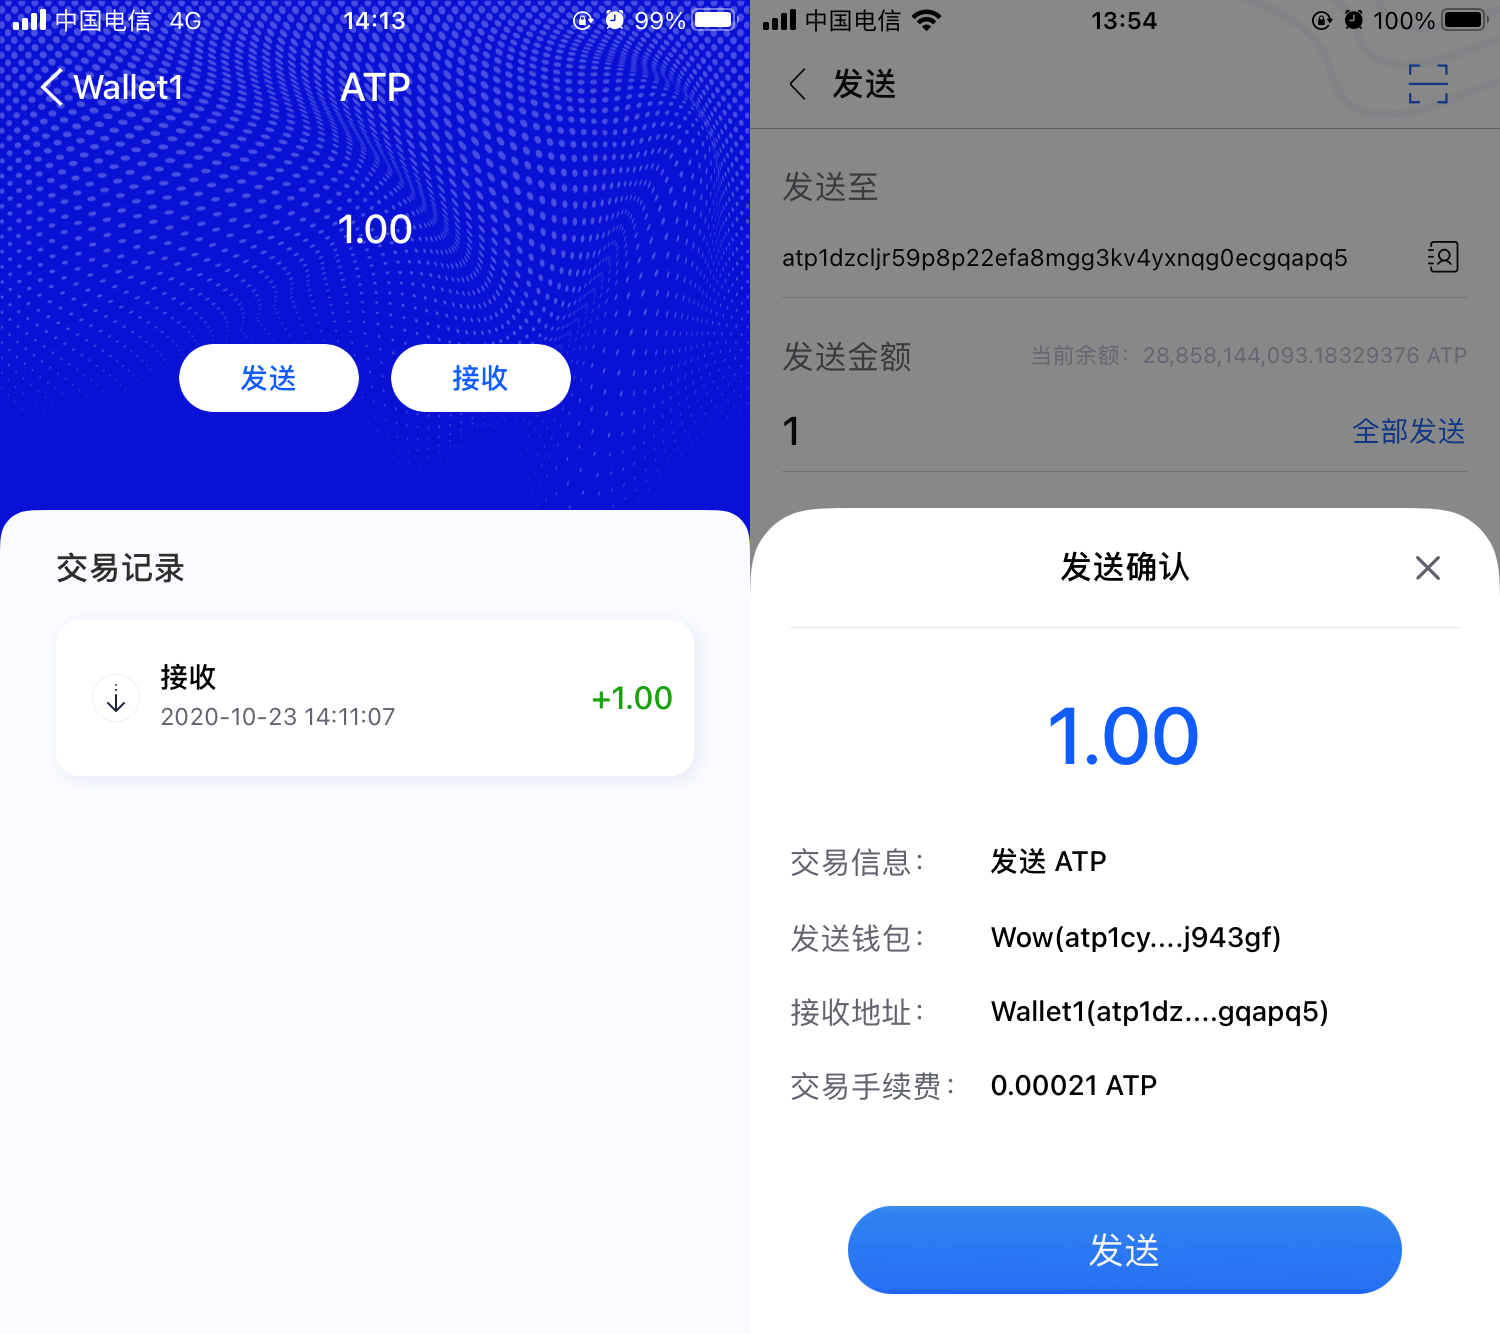 中国电信 4G 14:13 99%
Wallet1 ATP
1.00
发送 接收
交易记录
接收
2020-10-23 14:11:07
+1.00
中国电信 13:54 100%
发送
发送至
atp1dzcljr59p8p22efa8mgg3kv4yxnqg0ecgqapq5
发送金额 当前余额：28,858,144,093.18329376 ATP
1 全部发送
发送确认
1.00
交易信息： 发送 ATP
发送钱包： Wow(atp1cy....j943gf)
接收地址： Wallet1(atp1dz....gqapq5)
交易手续费： 0.00021 ATP
发送